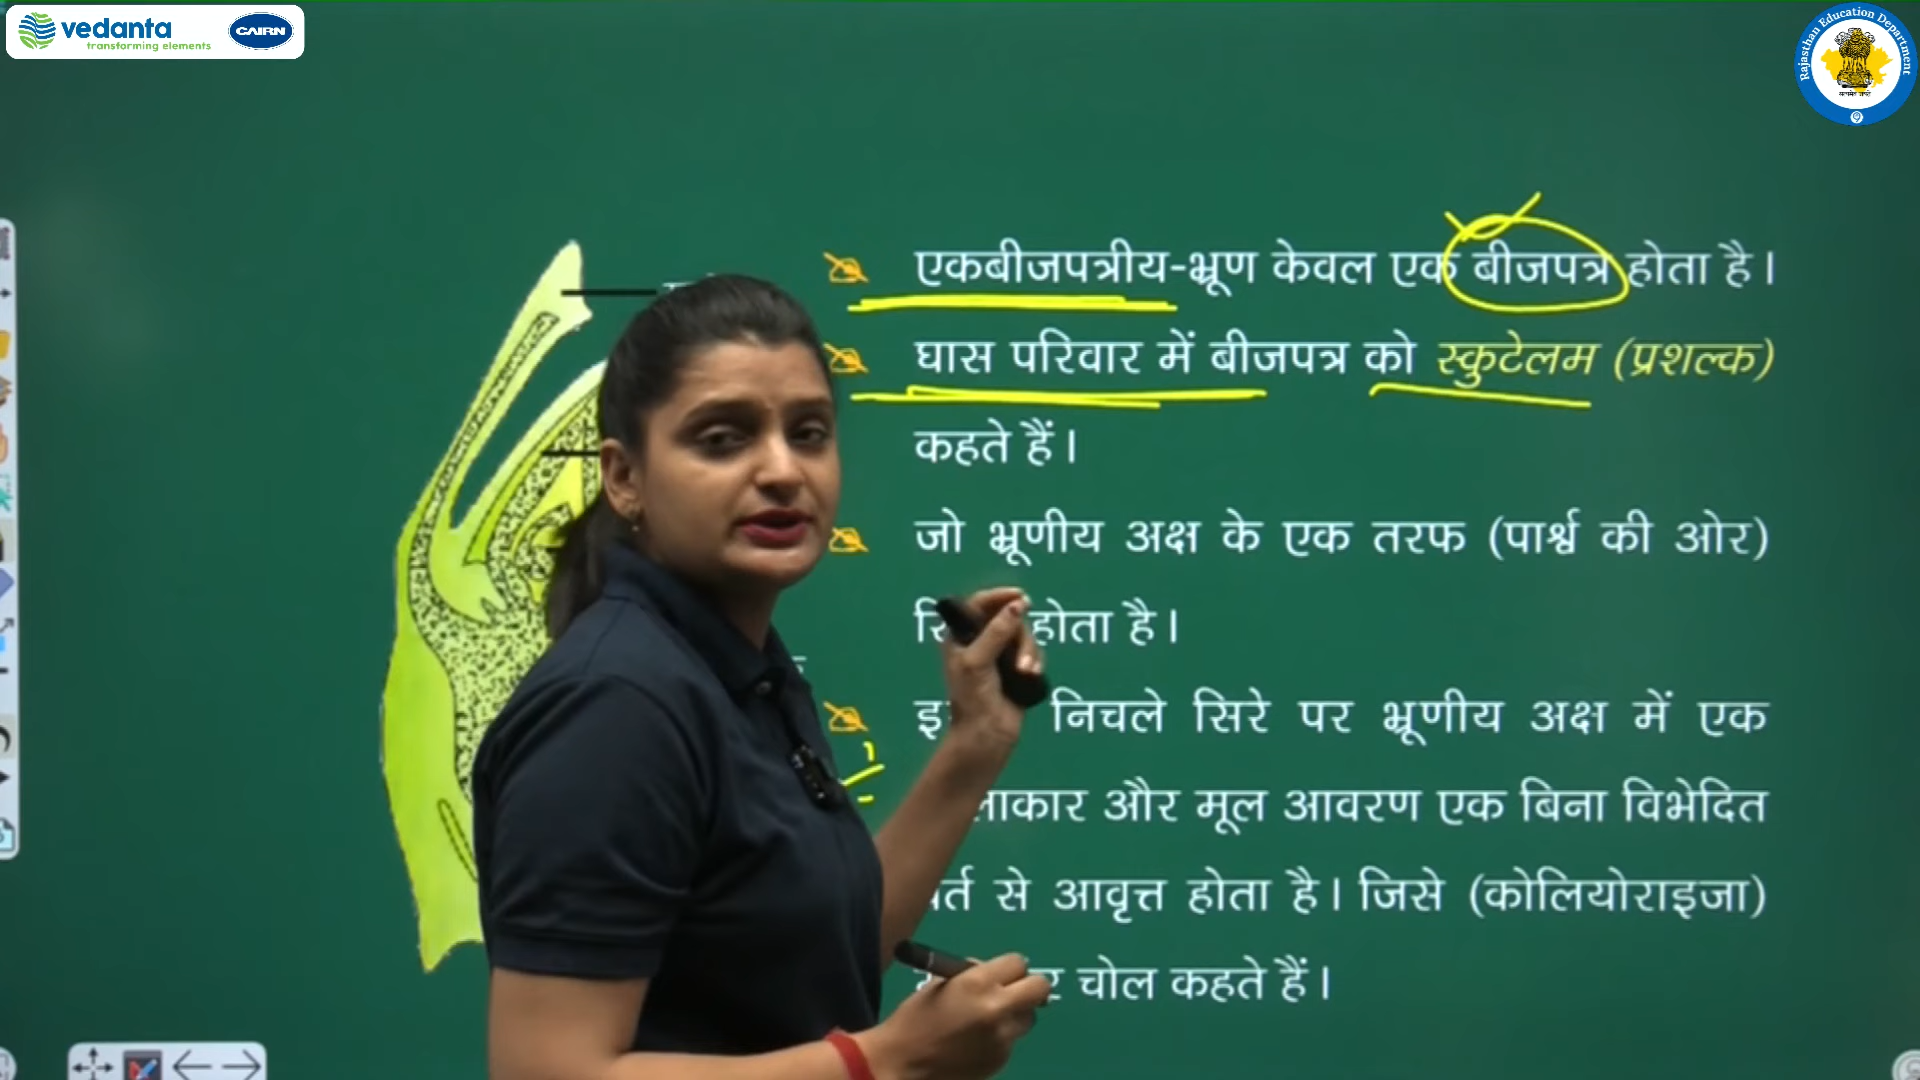 vedanta
transforming elements
CAIRN
Rajasthan Education Department
एकबीजपत्रीय-भ्रूण केवल एक बीजपत्र होता है।
घास परिवार में बीजपत्र को स्कुटेलम (प्रशल्क)
कहते हैं।
जो भ्रूणीय अक्ष के एक तरफ (पार्श्व की ओर)
होता है।
निचले सिरे पर भ्रूणीय अक्ष में एक
और मूल आवरण एक बिना विभेदित
से आवृत्त होता है। जिसे (कोलियोराइजा)
चोल कहते हैं।